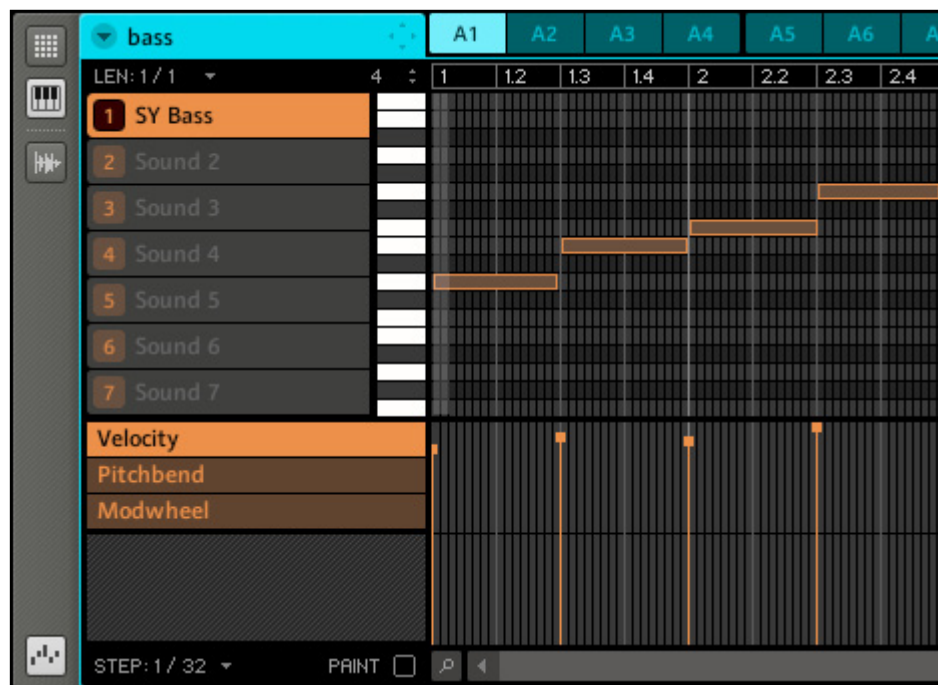 bass A1 A2 A3 A4 A5 A6
LEN: 1 / 1 4 1 1.2 1.3 1.4 2 2.2 2.3 2.4
1 SY Bass
2 Sound 2
3 Sound 3
4 Sound 4
5 Sound 5
6 Sound 6
7 Sound 7
Velocity
Pitchbend
Modwheel
STEP: 1 / 32 PAINT